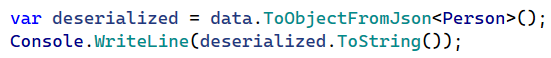 var deserialized = data.ToObjectFromJson<Person>();
Console.WriteLine(deserialized.ToString());